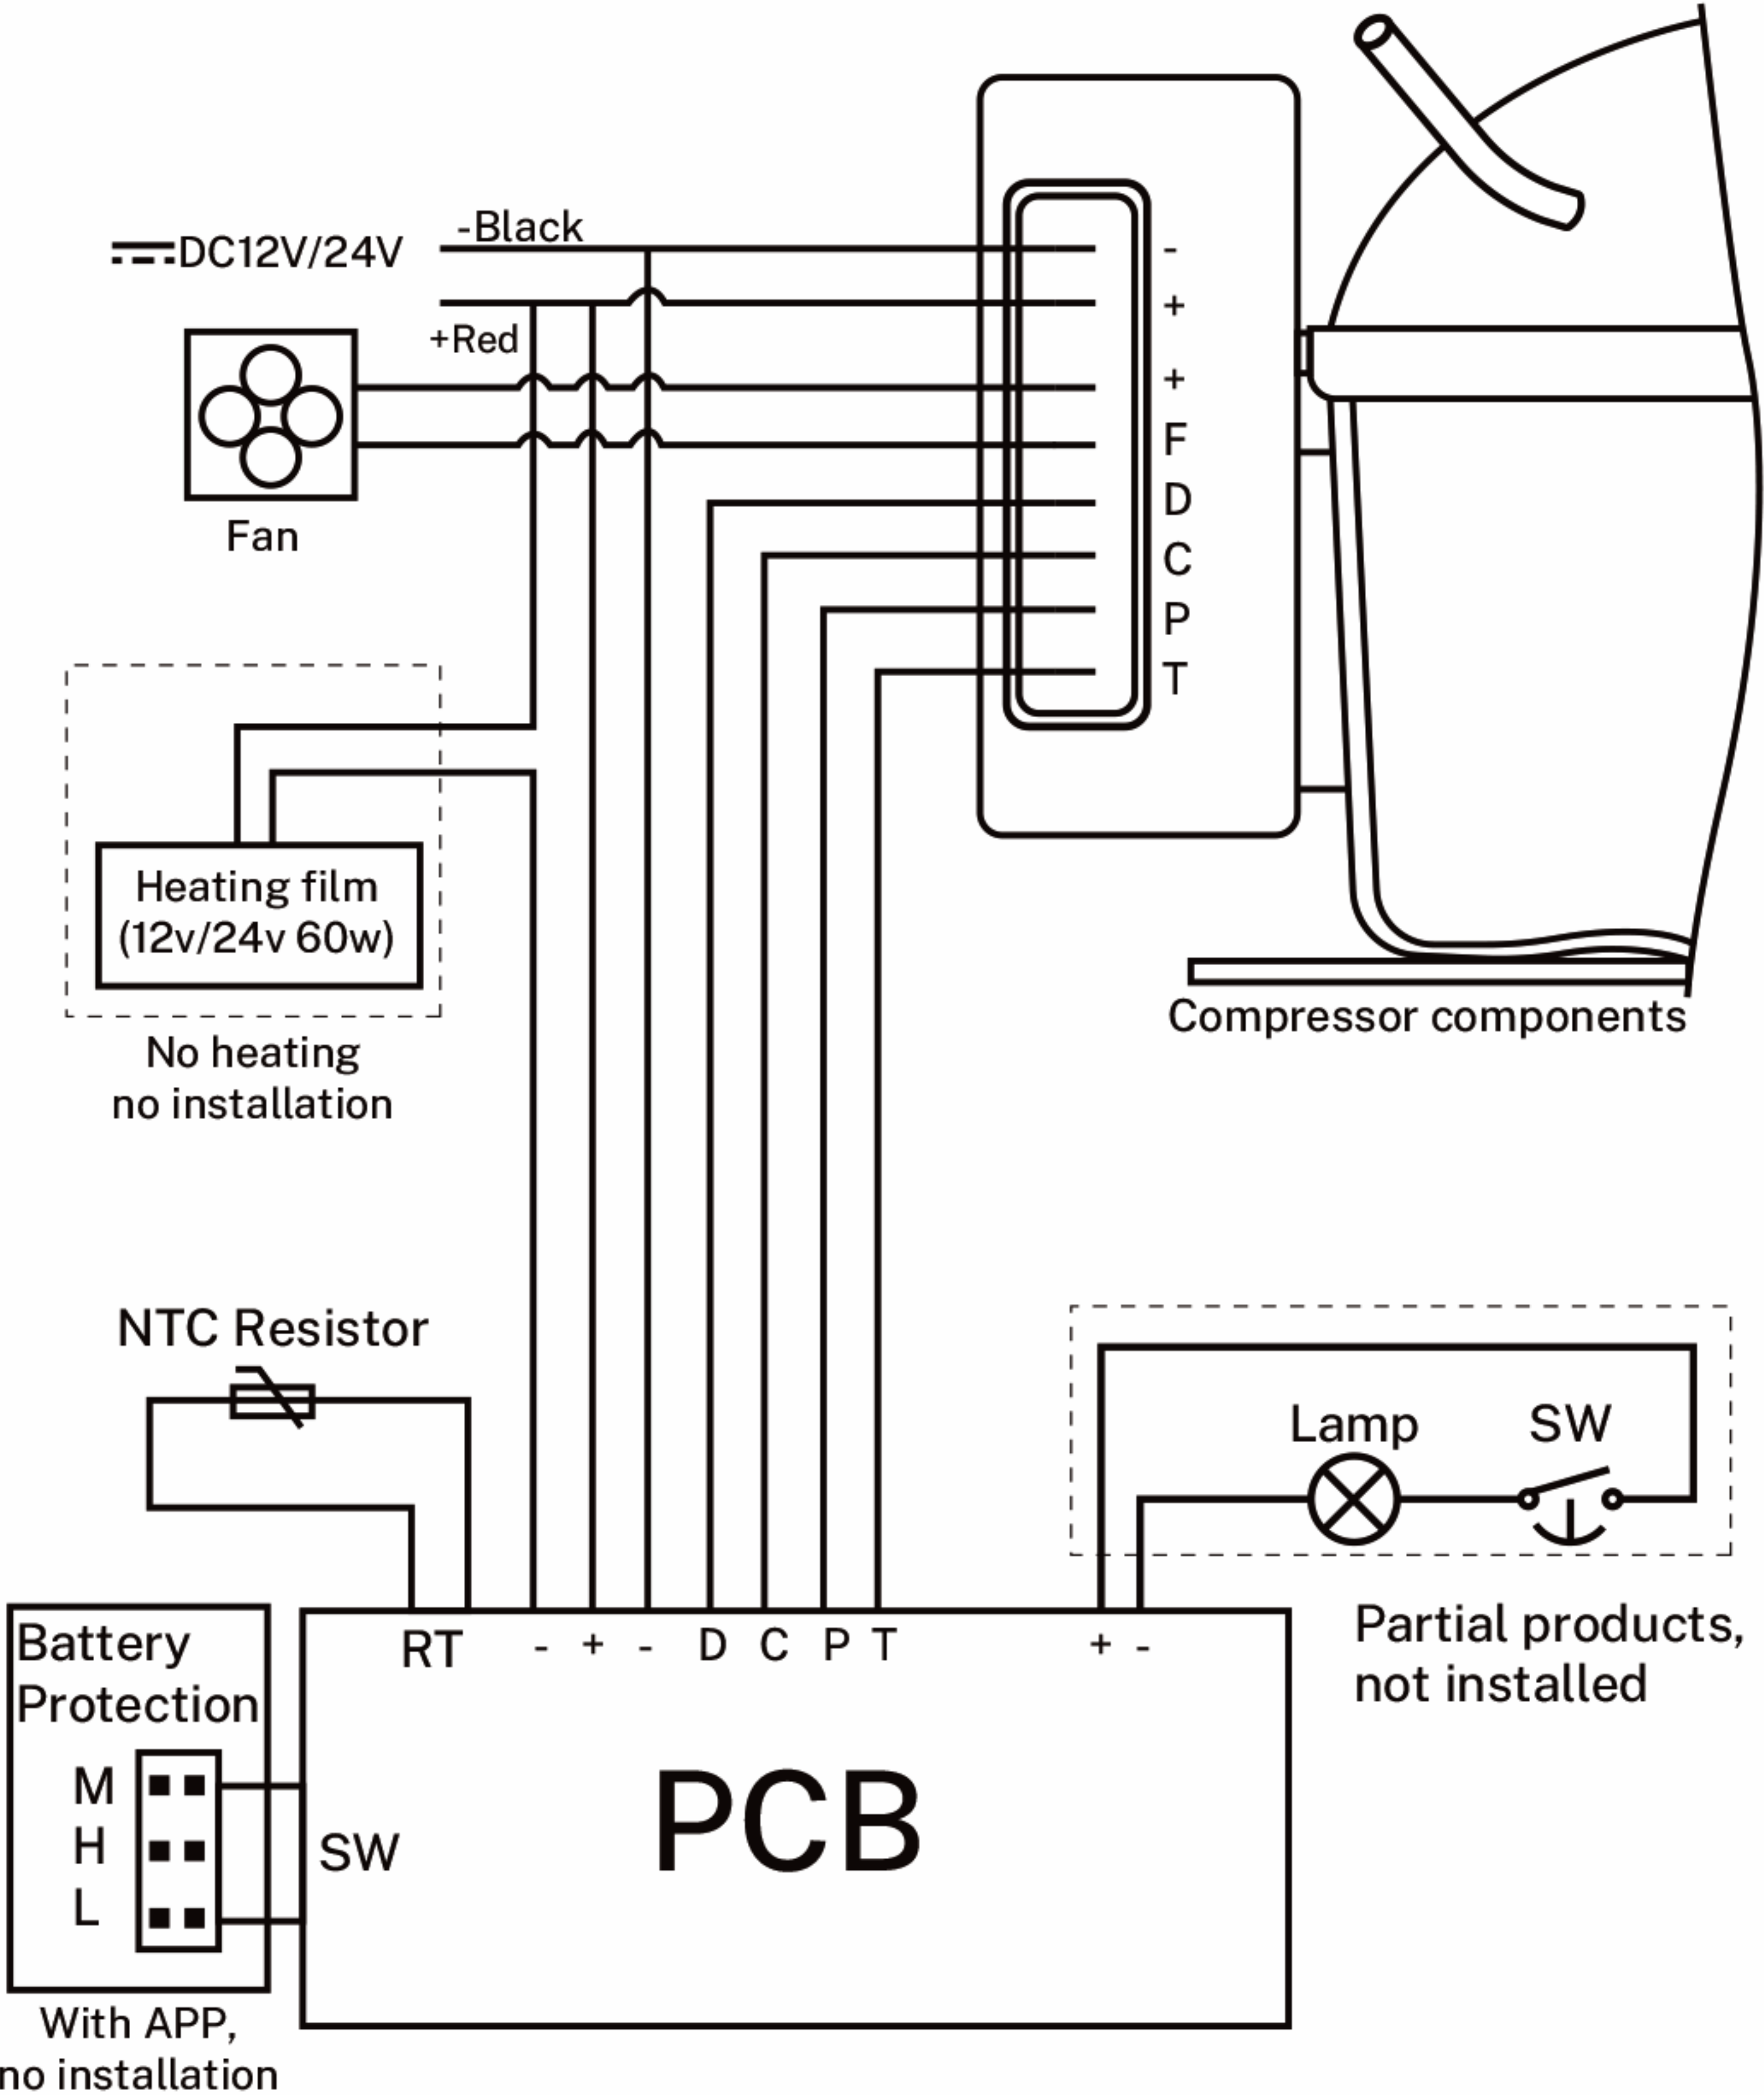 -Black
DC12V/24V
+Red
-
+
+
F
D
C
P
T
Fan
Heating film
(12v/24v 60w)
No heating
no installation
Compressor components
NTC Resistor
Lamp
SW
Partial products,
not installed
RT - + - D C P T + -
Battery
Protection
M
H
L
SW
PCB
With APP,
no installation